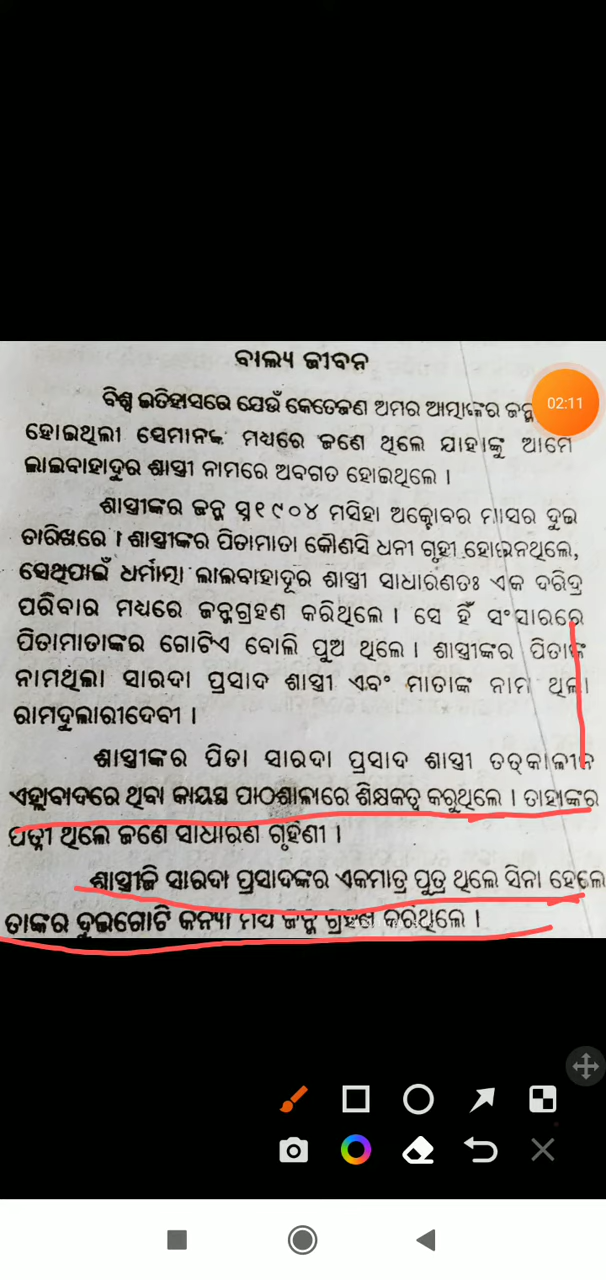 ବାଲ୍ୟ ଜୀବନ
ବିଶ୍ୱ ଇତିହାସରେ ଯେଉଁ କେତେଜଣ ଅମର ଆତ୍ମାଙ୍କର ଜନ୍ମ
02:11
ହୋଇଥିଲା ସେମାନଙ୍କ ମଧ୍ୟରେ ଜଣେ ଥିଲେ ଯାହାଙ୍କୁ ଆମେ
ଲାଲବାହାଦୁର ଶାସ୍ତ୍ରୀ ନାମରେ ଅବଗତ ହୋଇଥିଲେ ।
ଶାସ୍ତ୍ରୀଙ୍କର ଜନ୍ମ ସ୍ନ୧୯୦୪ ମସିହା ଅକ୍ଟୋବର ମାସର ଦୁଇ
ତାରିଖରେ । ଶାସ୍ତ୍ରୀଙ୍କର ପିତାମାତା କୌଣସି ଧନୀ ଗୃହୀ ହୋଇନଥିଲେ,
ସେଥିପାଇଁ ଧର୍ମାତ୍ମା ଲାଲବାହାଦୂର ଶାସ୍ତ୍ରୀ ସାଧାରଣତଃ ଏକ ଦରିଦ୍ର
ପରିବାର ମଧ୍ୟରେ ଜନ୍ମଗ୍ରହଣ କରିଥିଲେ । ସେ ହିଁ ସଂସାରରେ
ପିତାମାତାଙ୍କର ଗୋଟିଏ ବୋଲି ପୁଅ ଥିଲେ । ଶାସ୍ତ୍ରୀଙ୍କର ପିତାଙ୍କ
ନାମଥିଲା ସାରଦା ପ୍ରସାଦ ଶାସ୍ତ୍ରୀ ଏବଂ ମାତାଙ୍କ ନାମ ଥିଲା
ରାମଦୁଲାରୀଦେବୀ ।
ଶାସ୍ତ୍ରୀଙ୍କର ପିତା ସାରଦା ପ୍ରସାଦ ଶାସ୍ତ୍ରୀ ତତ୍‌କାଳୀନ
ଏହ୍ଲାବାଦରେ ଥିବା କାୟସ୍ଥ ପାଠଶାଳାରେ ଶିକ୍ଷକତ୍ୱ କରୁଥିଲେ । ତାହାଙ୍କର
ପତ୍ନୀ ଥିଲେ ଜଣେ ସାଧାରଣ ଗୃହିଣୀ ।
ଶାସ୍ତ୍ରୀଜି ସାରଦା ପ୍ରସାଦଙ୍କର ଏକମାତ୍ର ପୁତ୍ର ଥିଲେ ସିନା ହେଲେ
ତାଙ୍କର ଦୁଇଗୋଟି କନ୍ୟା ମଧ୍ୟ ଜନ୍ମ ଗ୍ରହଣ କରିଥିଲେ ।